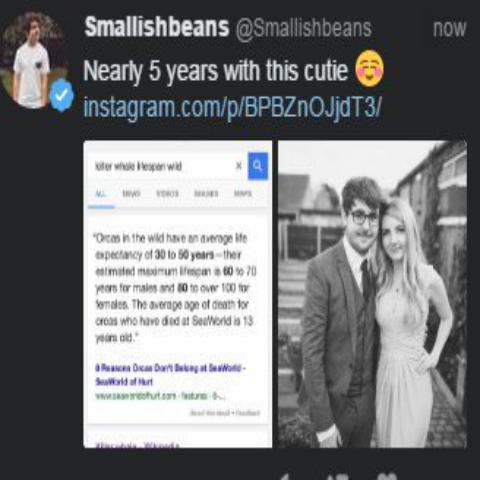 Smallishbeans @Smallishbeans now
Nearly 5 years with this cutie ☺️
instagram.com/p/BPBZnOJjdT3/
killer whale lifespan wild
ALL NEWS VIDEOS IMAGES MAPS
"Orcas in the wild have an average life
expectancy of 30 to 50 years—their
estimated maximum lifespan is 60 to 70
years for males and 80 to over 100 for
females. The average age of death for
orcas who have died at SeaWorld is 13
years old."
8 Reasons Orcas Don't Belong at SeaWorld -
SeaWorld of Hurt
www.seaworldofhurt.com › features › 8-...
About this result • Feedback
Killer whale - Wikipedia